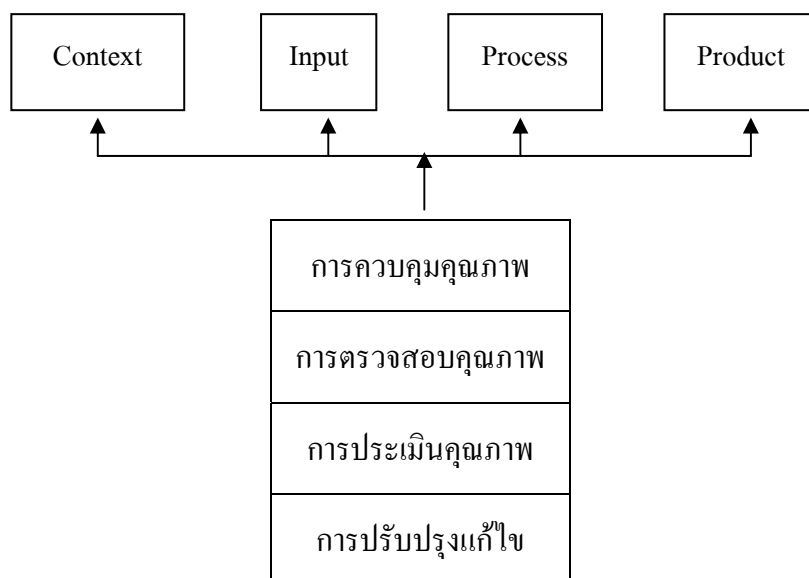 Context Input Process Product
การควบคุมคุณภาพ
การตรวจสอบคุณภาพ
การประเมินคุณภาพ
การปรับปรุงแก้ไข